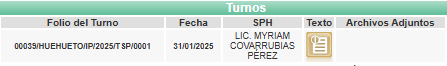 Turnos
Folio del Turno Fecha SPH Texto Archivos Adjuntos
00039/HUEHUETO/IP/2025/TSP/0001 31/01/2025 LIC. MYRIAM COVARRUBIAS PÉREZ